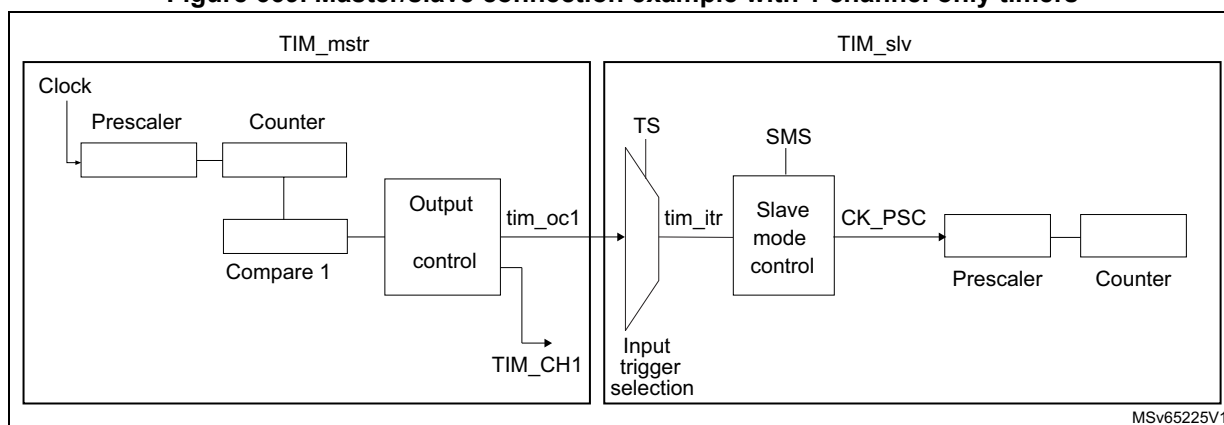 Figure Master/Slave connection example with 1 channel only timers
TIM_mstr
TIM_slv
Clock
Prescaler
Counter
TS
SMS
Output
control
tim_oc1
tim_itr
Slave
mode
control
CK_PSC
Compare 1
Prescaler
Counter
TIM_CH1
Input
trigger
selection
MSv65225V1